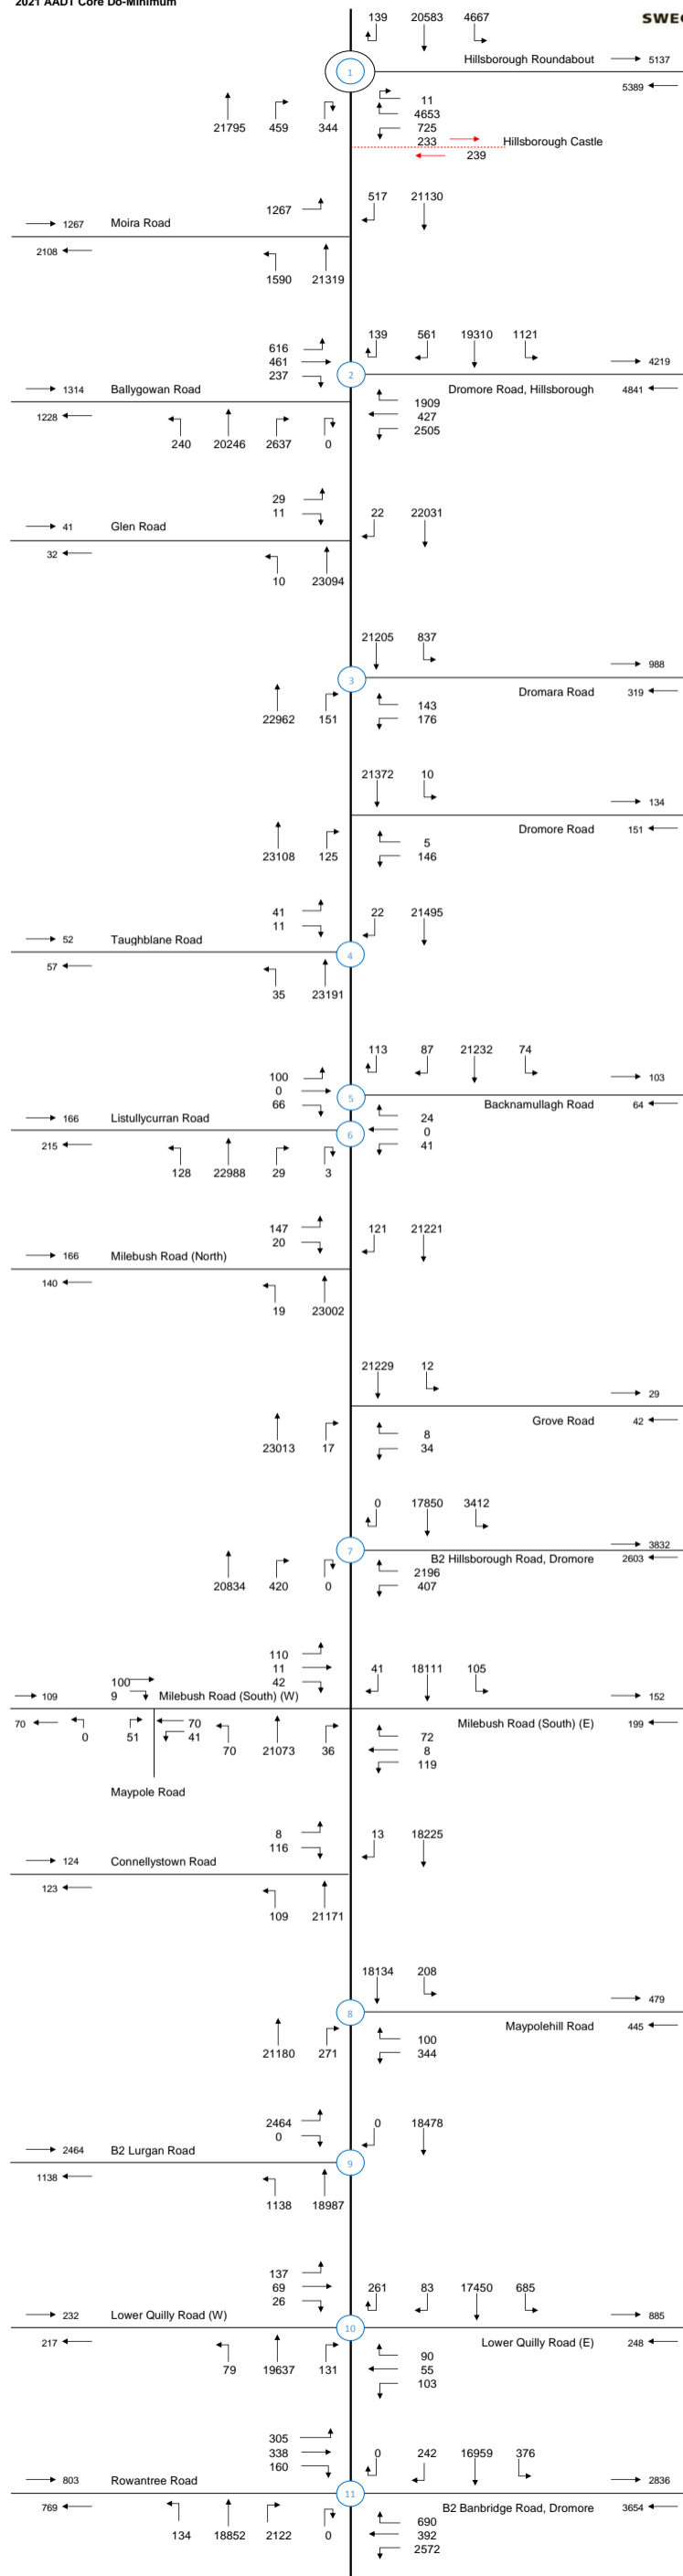 2021 AADT Core Do-Minimum
SWEC
139 20583 4667
Hillsborough Roundabout 5137
1
5389
11
21795 459 344 4653
725
233 Hillsborough Castle
239
1267 517 21130
1267 Moira Road
2108
1590 21319
616 139 561 19310 1121
461 4219
237 2
1314 Ballygowan Road Dromore Road, Hillsborough 4841
1909
1228 427
240 20246 2637 0 2505
29
11 22 22031
41 Glen Road
32
10 23094
21205 837
988
3
Dromara Road 319
143
22962 151 176
21372 10
134
Dromore Road 151
5
23108 125 146
41 22 21495
11
52 Taughblane Road
4
57
35 23191
113 87 21232 74
100 103
0 5
66 Backnamullagh Road 64
24
166 Listullycurran Road 0
6
215 41
128 22988 29 3
147 121 21221
20
166 Milebush Road (North)
140
19 23002
21229 12
29
Grove Road 42
8
23013 17 34
0 17850 3412
3832
7
B2 Hillsborough Road, Dromore 2603
20834 420 0 2196
407
110
11 41 18111 105
100 42
109 9 Milebush Road (South) (W) 152
70 70 Milebush Road (South) (E) 199
0 51 41 70 21073 36 72
8
119
Maypole Road
8 13 18225
116
124 Connellystown Road
123
109 21171
18134 208
479
8
Maypolehill Road 445
100
21180 271 344
2464 0 18478
0
2464 B2 Lurgan Road
9
1138
1138 18987
137
69 261 83 17450 685
26
232 Lower Quilly Road (W) 885
10
217 Lower Quilly Road (E) 248
90
79 19637 131 55
103
305
338 0 242 16959 376
160
803 Rowantree Road 2836
11
769 B2 Banbridge Road, Dromore 3654
690
134 18852 2122 0 392
2572